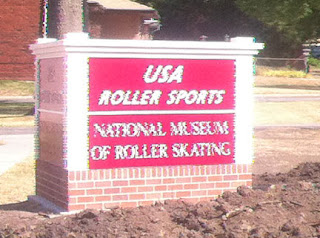 USA
ROLLER SPORTS
NATIONAL MUSEUM
OF ROLLER SKATING